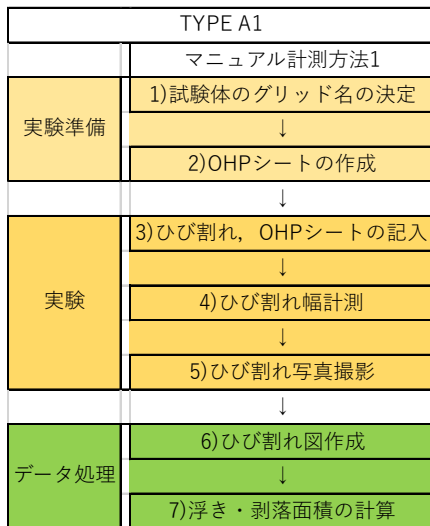 TYPE A1
マニュアル計測方法1
実験準備
1)試験体のグリッド名の決定
↓
2)OHPシートの作成
↓
実験
3)ひび割れ，OHPシートの記入
↓
4)ひび割れ幅計測
↓
5)ひび割れ写真撮影
↓
データ処理
6)ひび割れ図作成
↓
7)浮き・剥落面積の計算